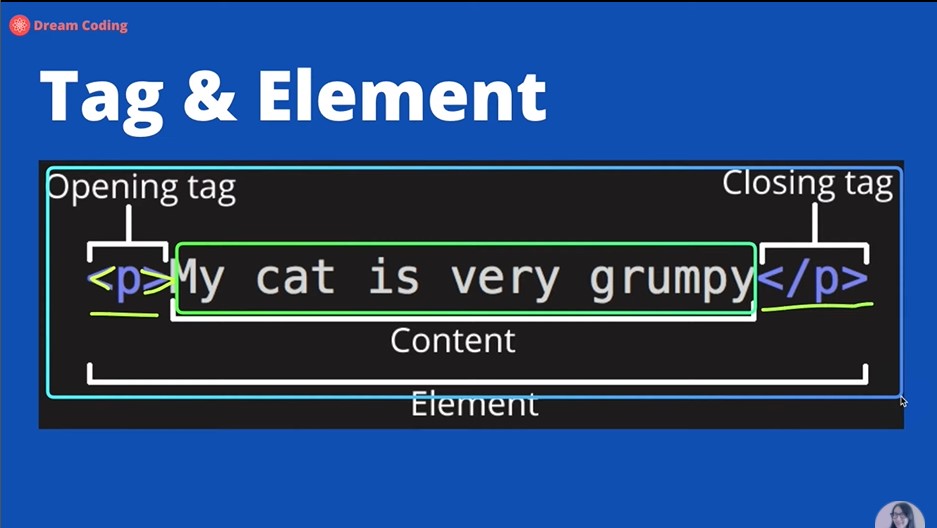 Dream Coding
Tag & Element
Opening tag
Closing tag
<p>My cat is very grumpy</p>
Content
Element